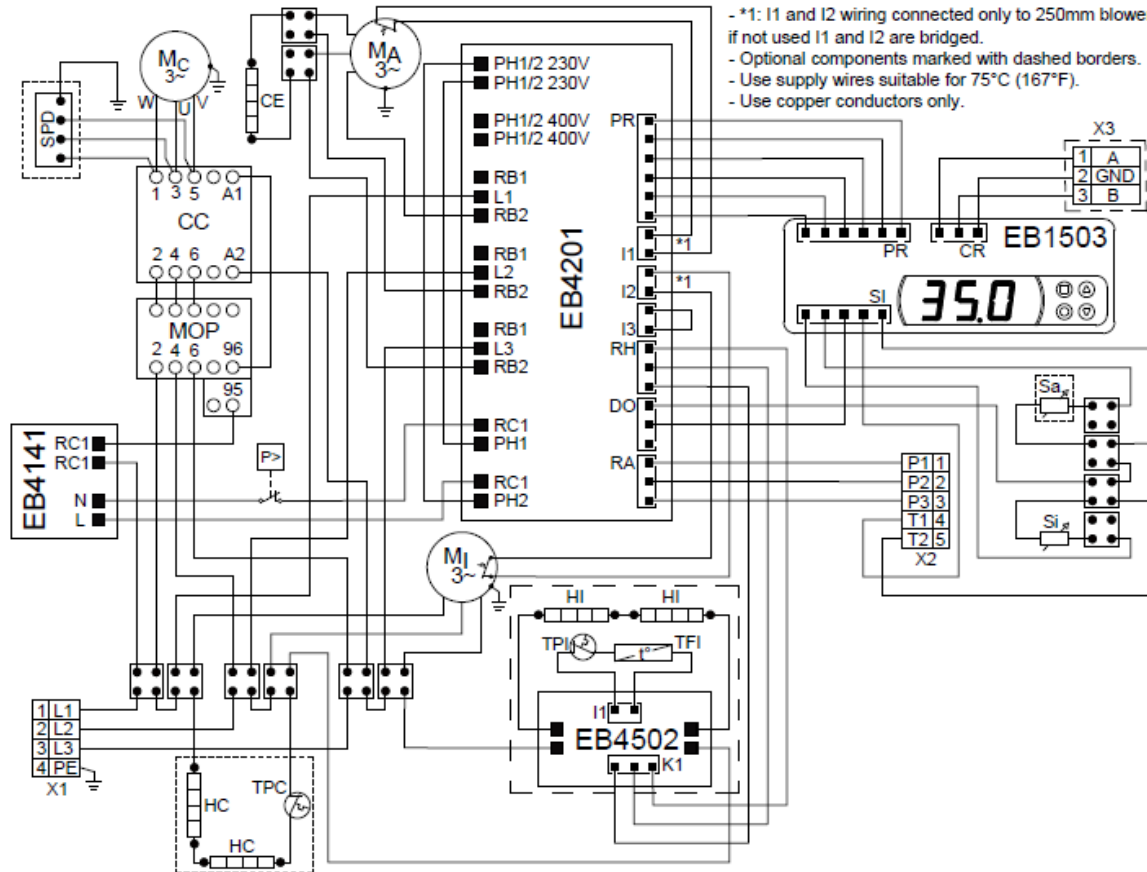 - *1: I1 and I2 wiring connected only to 250mm blowe
if not used I1 and I2 are bridged.
- Optional components marked with dashed borders.
- Use supply wires suitable for 75°C (167°F).
- Use copper conductors only.
MC
3~
W U V
SPD
CE
MA
3~
1 3 5 A1
CC
2 4 6 A2
MOP
2 4 6 96
95
EB4141
RC1
RC1
N
L
P>
EB4201
PH1/2 230V
PH1/2 230V
PH1/2 400V
PH1/2 400V
RB1
L1
RB2
RB1
L2
RB2
RB1
L3
RB2
RC1
PH1
RC1
PH2
PR
I1
*1
I2
*1
I3
RH
DO
RA
X3
1 A
2 GND
3 B
EB1503
PR
CR
SI
35.0
Sa
Si
P1 1
P2 2
P3 3
T1 4
T2 5
X2
MI
3~
HI
HI
TPI
t°
TFI
I1
EB4502
K1
1 L1
2 L2
3 L3
4 PE
X1
HC
TPC
HC